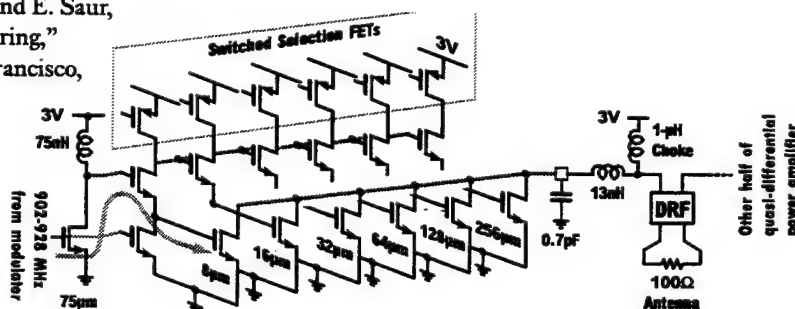 nd E. Saur,
ring,"
rancisco,
Switched Selection FETs
3V
3V
75nH
902-928 MHz
from modulator
75µm
8µm
16µm
32µm
64µm
128µm
256µm
0.7pF
13nH
3V
1-µH
Choke
DRF
100Ω
Antenna
Other half of
quasi-differential
power amplifier